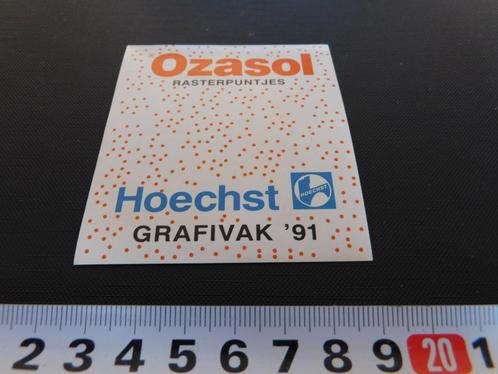 Ozasol
RASTERPUNTJES
Hoechst HOECHST
GRAFIVAK '91
2 3 4 5 6 7 8 9 20 1